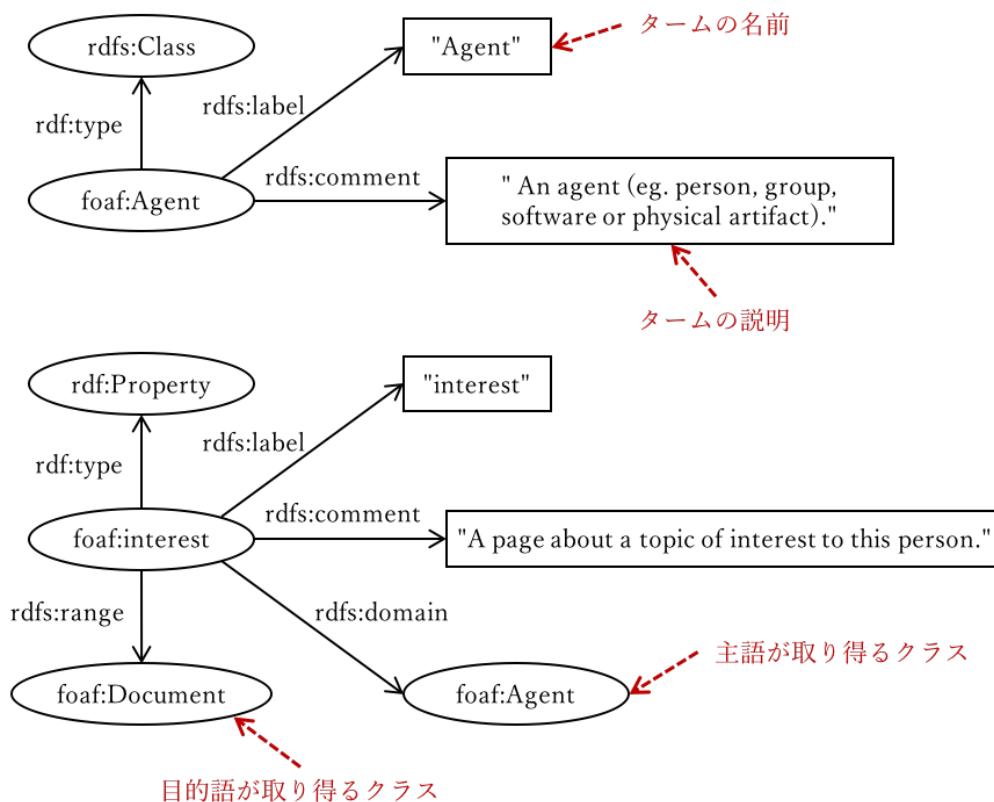 タームの名前
rdfs:Class
"Agent"
rdfs:label
rdf:type
rdfs:comment
foaf:Agent
" An agent (eg. person, group,
software or physical artifact)."
タームの説明
rdf:Property
"interest"
rdfs:label
rdf:type
rdfs:comment
foaf:interest
"A page about a topic of interest to this person."
rdfs:range
rdfs:domain
主語が取り得るクラス
foaf:Document
foaf:Agent
目的語が取り得るクラス